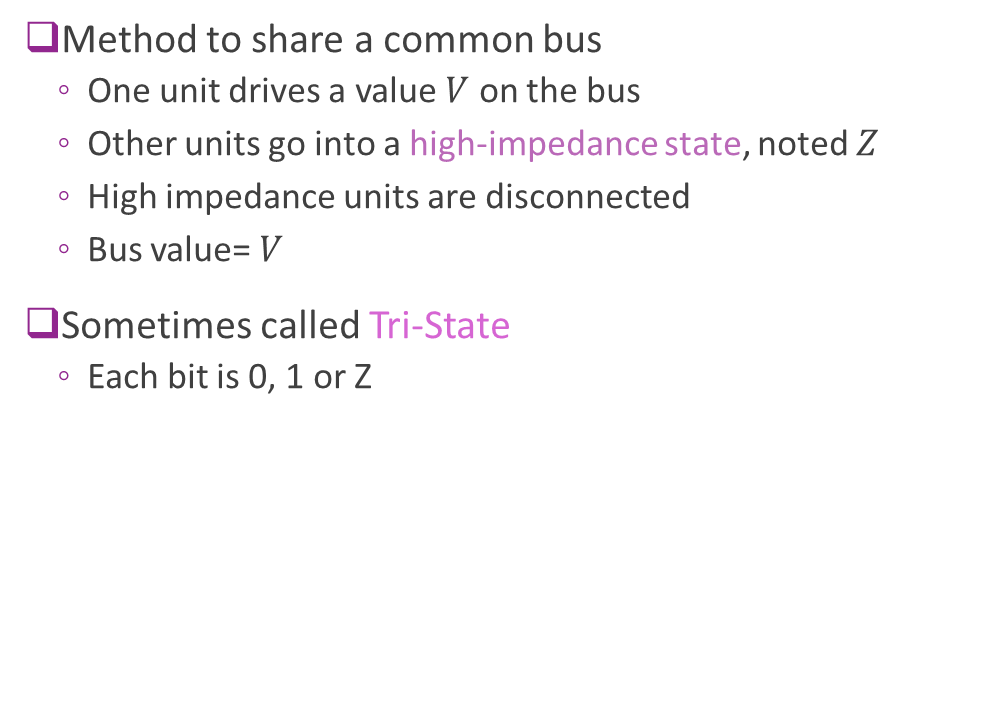 ❑Method to share a common bus
◦ One unit drives a value V on the bus
◦ Other units go into a high-impedance state, noted Z
◦ High impedance units are disconnected
◦ Bus value= V
❑Sometimes called Tri-State
◦ Each bit is 0, 1 or Z